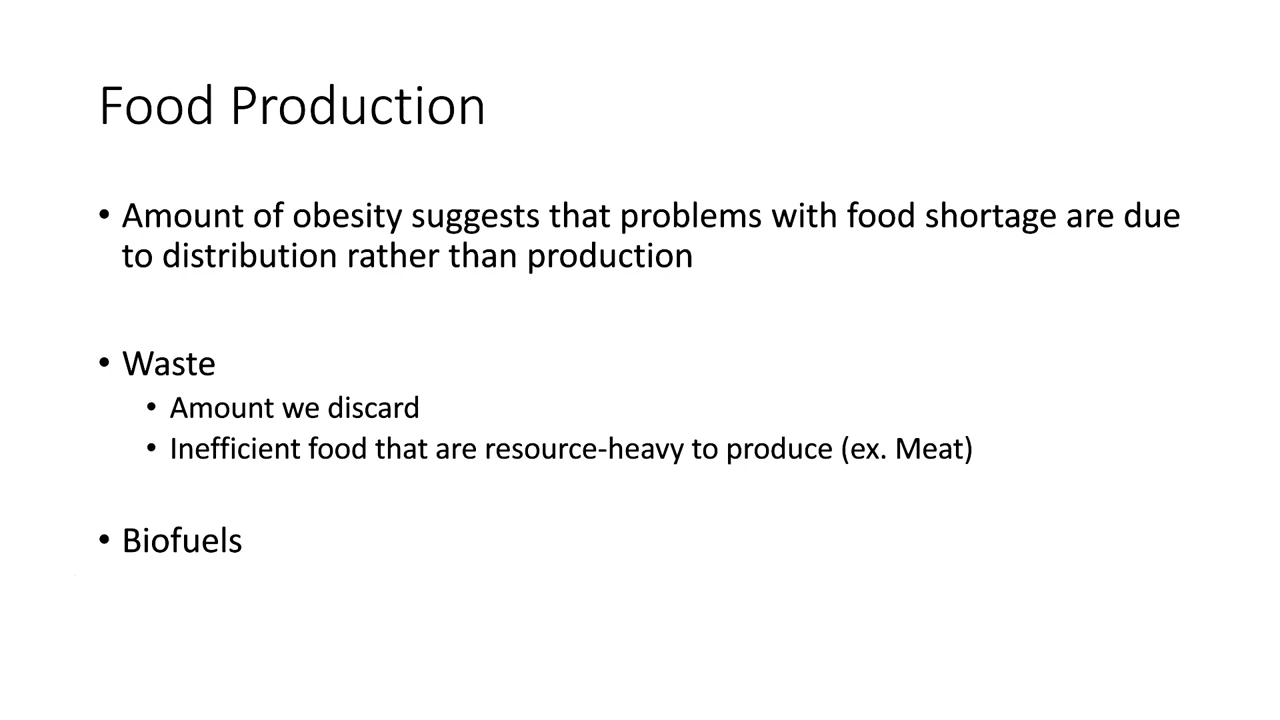 Food Production
• Amount of obesity suggests that problems with food shortage are due
to distribution rather than production
• Waste
• Amount we discard
• Inefficient food that are resource-heavy to produce (ex. Meat)
• Biofuels